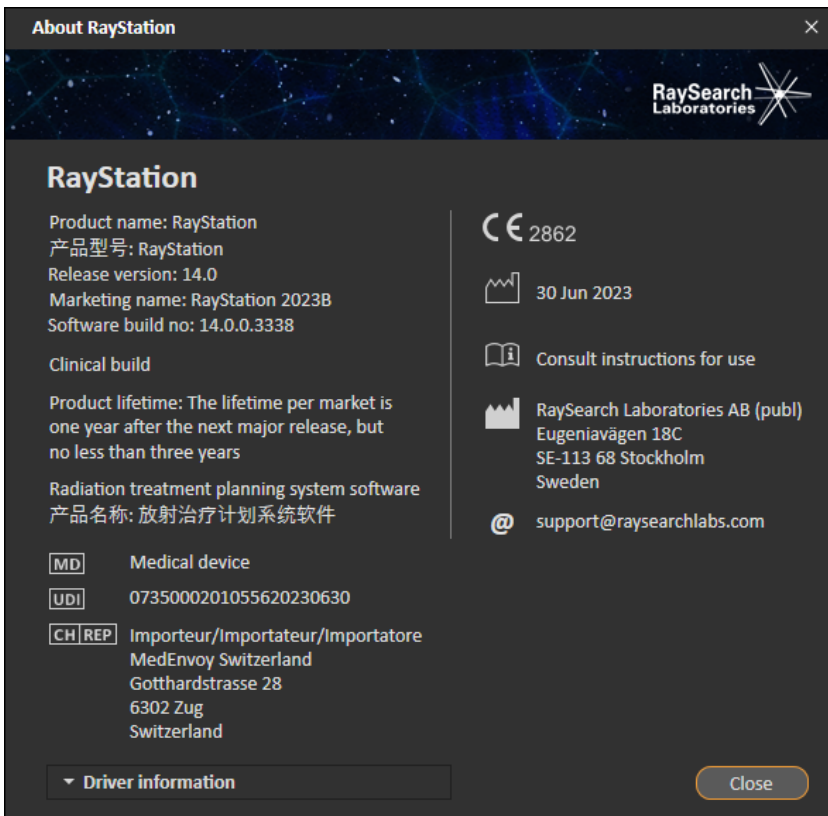 About RayStation
RaySearch
Laboratories
RayStation
Product name: RayStation
产品型号: RayStation
Release version: 14.0
Marketing name: RayStation 2023B
Software build no: 14.0.0.3338
Clinical build
Product lifetime: The lifetime per market is
one year after the next major release, but
no less than three years
Radiation treatment planning system software
产品名称: 放射治疗计划系统软件
MD Medical device
UDI 0735000201055620230630
CH REP Importeur/Importateur/Importatore
MedEnvoy Switzerland
Gotthardstrasse 28
6302 Zug
Switzerland
CE 2862
30 Jun 2023
i Consult instructions for use
RaySearch Laboratories AB (publ)
Eugeniavägen 18C
SE-113 68 Stockholm
Sweden
@ support@raysearchlabs.com
Driver information
Close